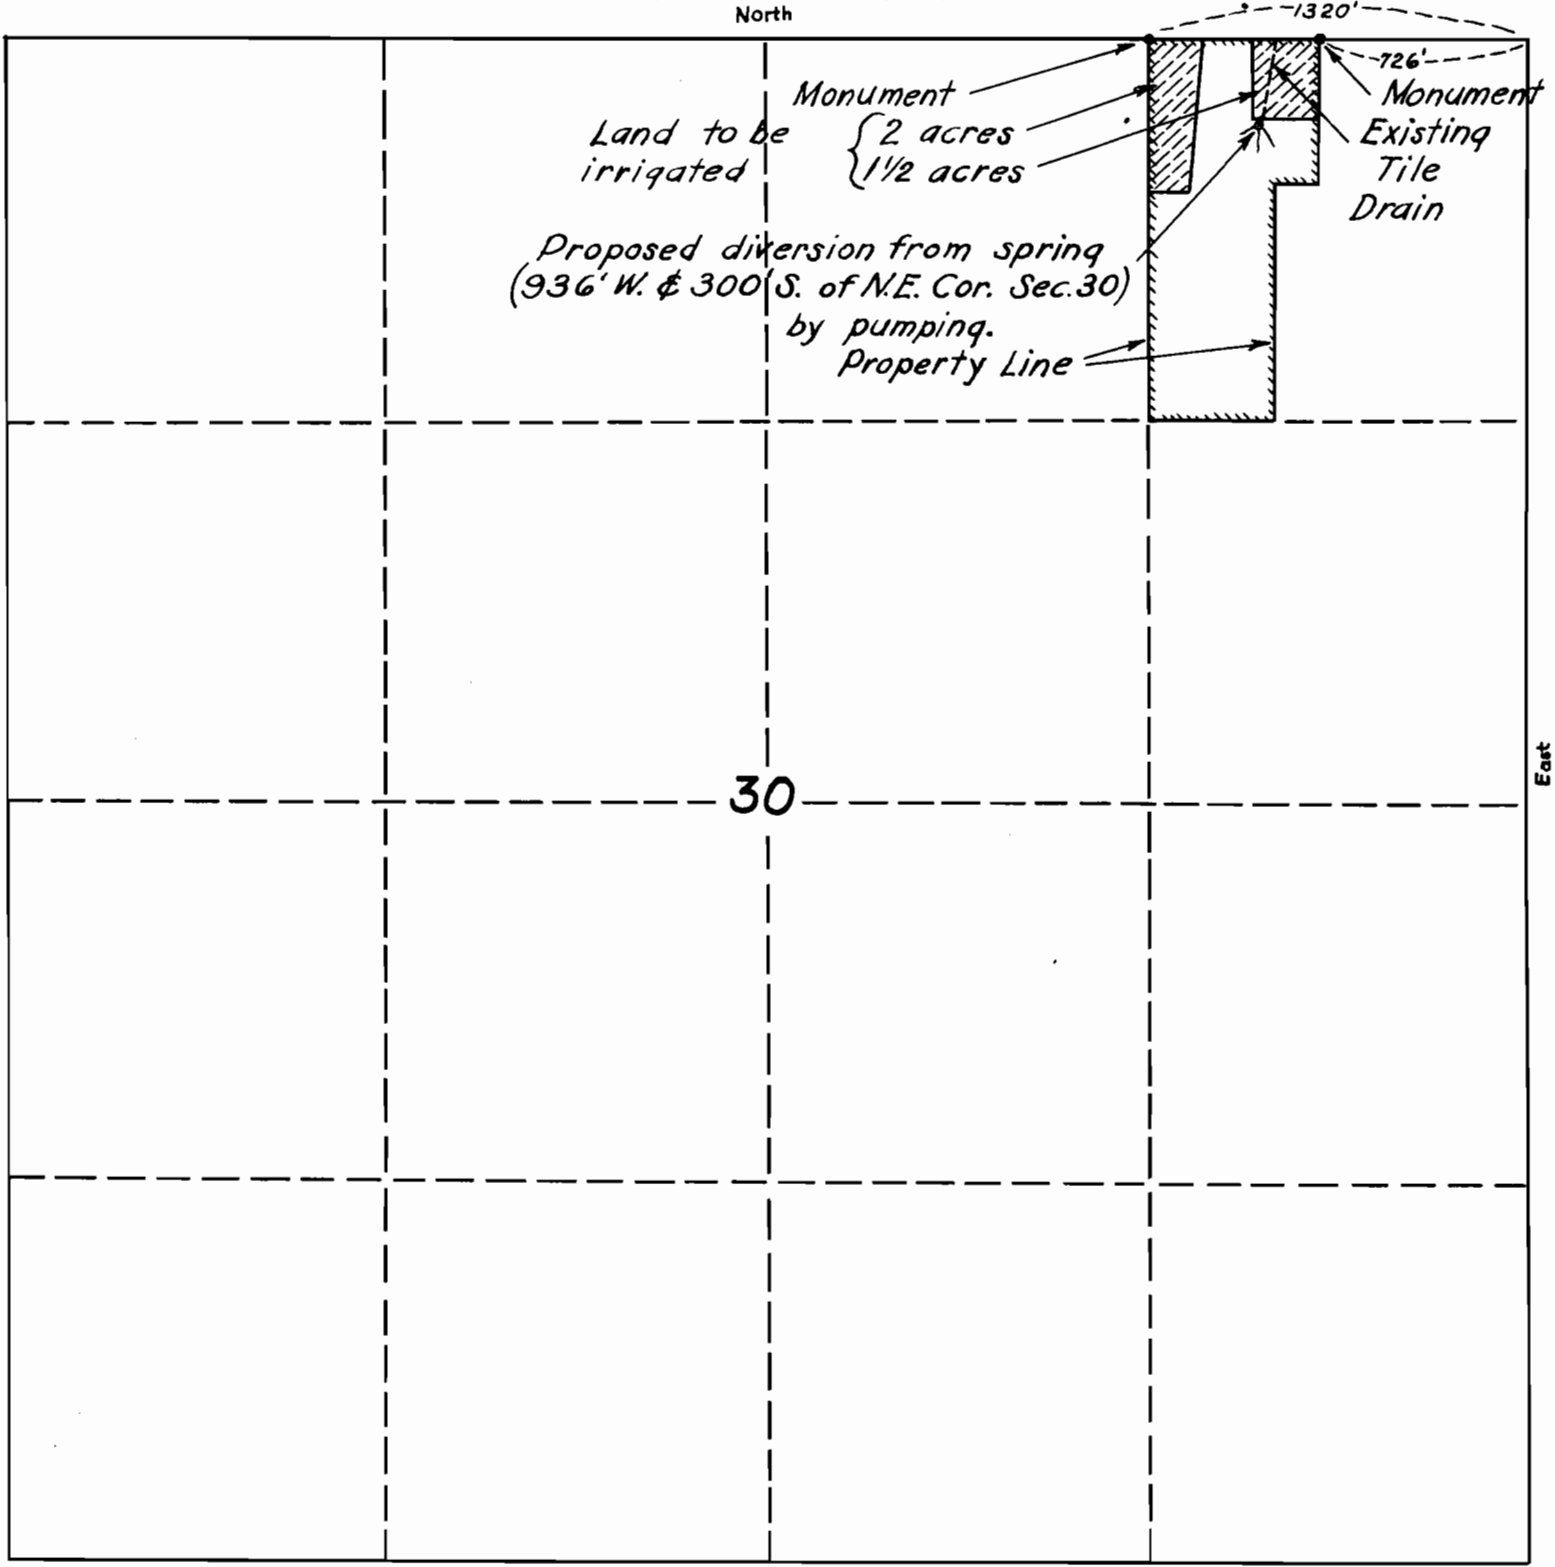 North
1320'
726'
Monument
Land to be
irrigated
2 acres
1½ acres
Monument
Existing
Tile
Drain
Proposed diversion from spring
(936' W. & 300' S. of N.E. Cor. Sec. 30)
by pumping.
Property Line
30
East